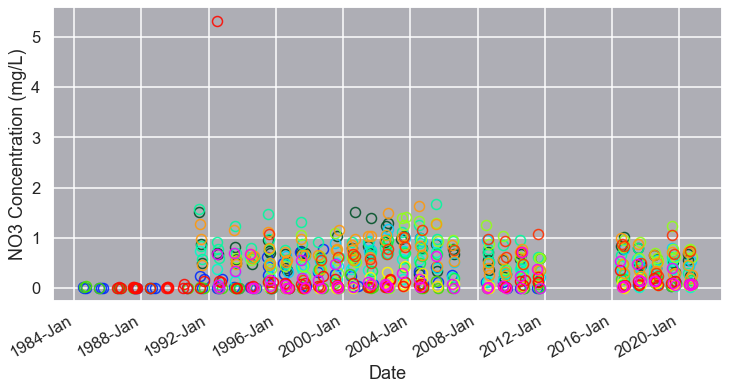 5
4
3
2
1
0
NO3 Concentration (mg/L)
1984-Jan
1988-Jan
1992-Jan
1996-Jan
2000-Jan
2004-Jan
2008-Jan
2012-Jan
2016-Jan
2020-Jan
Date